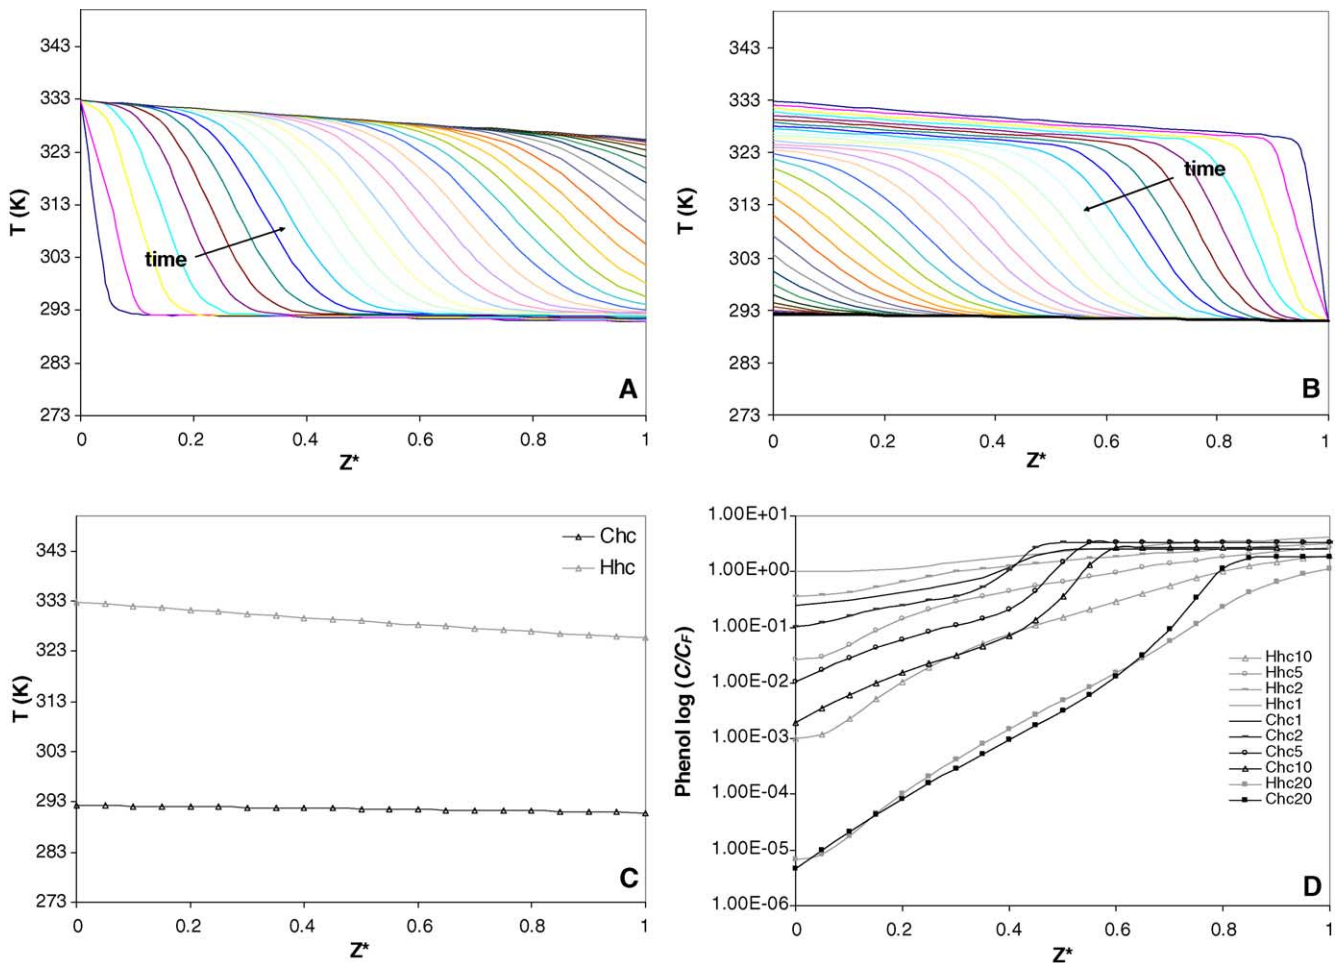 343
333
323
313
303
293
283
273
T (K)
time
A
0
0.2
0.4
0.6
0.8
1
Z*
343
333
323
313
303
293
283
273
T (K)
time
B
0
0.2
0.4
0.6
0.8
1
Z*
343
333
323
313
303
293
283
273
T (K)
Chc
Hhc
C
0
0.2
0.4
0.6
0.8
1
Z*
1.00E+01
1.00E+00
1.00E-01
1.00E-02
1.00E-03
1.00E-04
1.00E-05
1.00E-06
Phenol log (C/CF)
Hhc10
Hhc5
Hhc2
Hhc1
Chc1
Chc2
Chc5
Chc10
Hhc20
Chc20
D
0
0.2
0.4
0.6
0.8
1
Z*